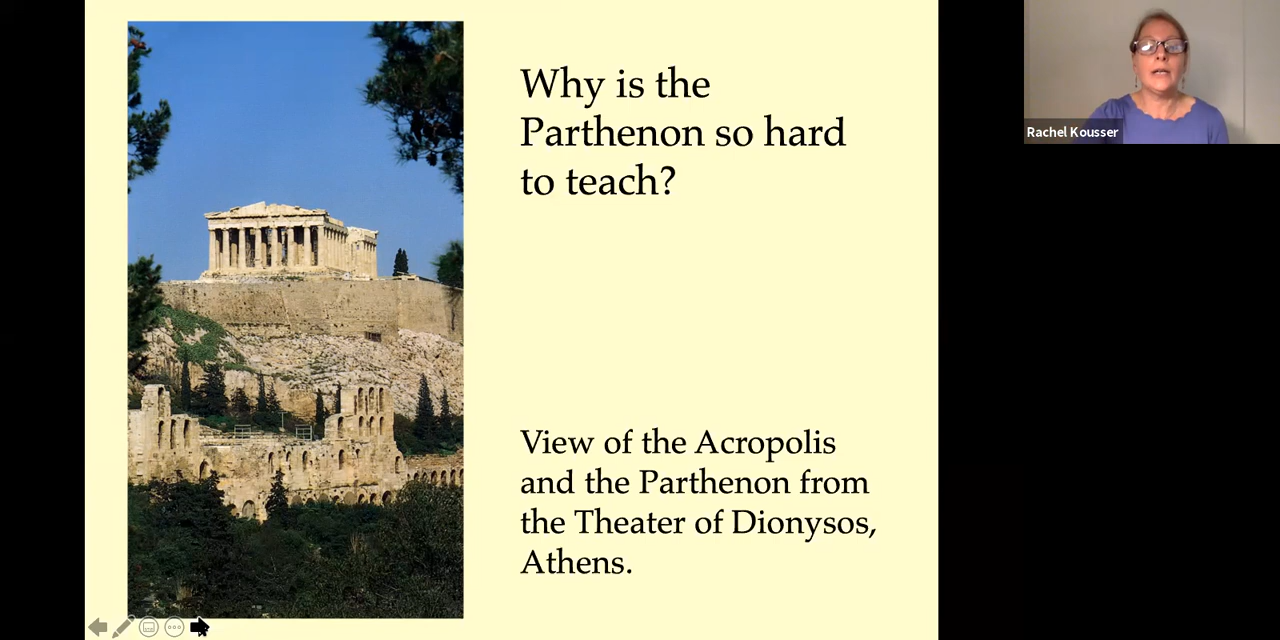 Why is the
Parthenon so hard
to teach?
View of the Acropolis
and the Parthenon from
the Theater of Dionysos,
Athens.
Rachel Kousser